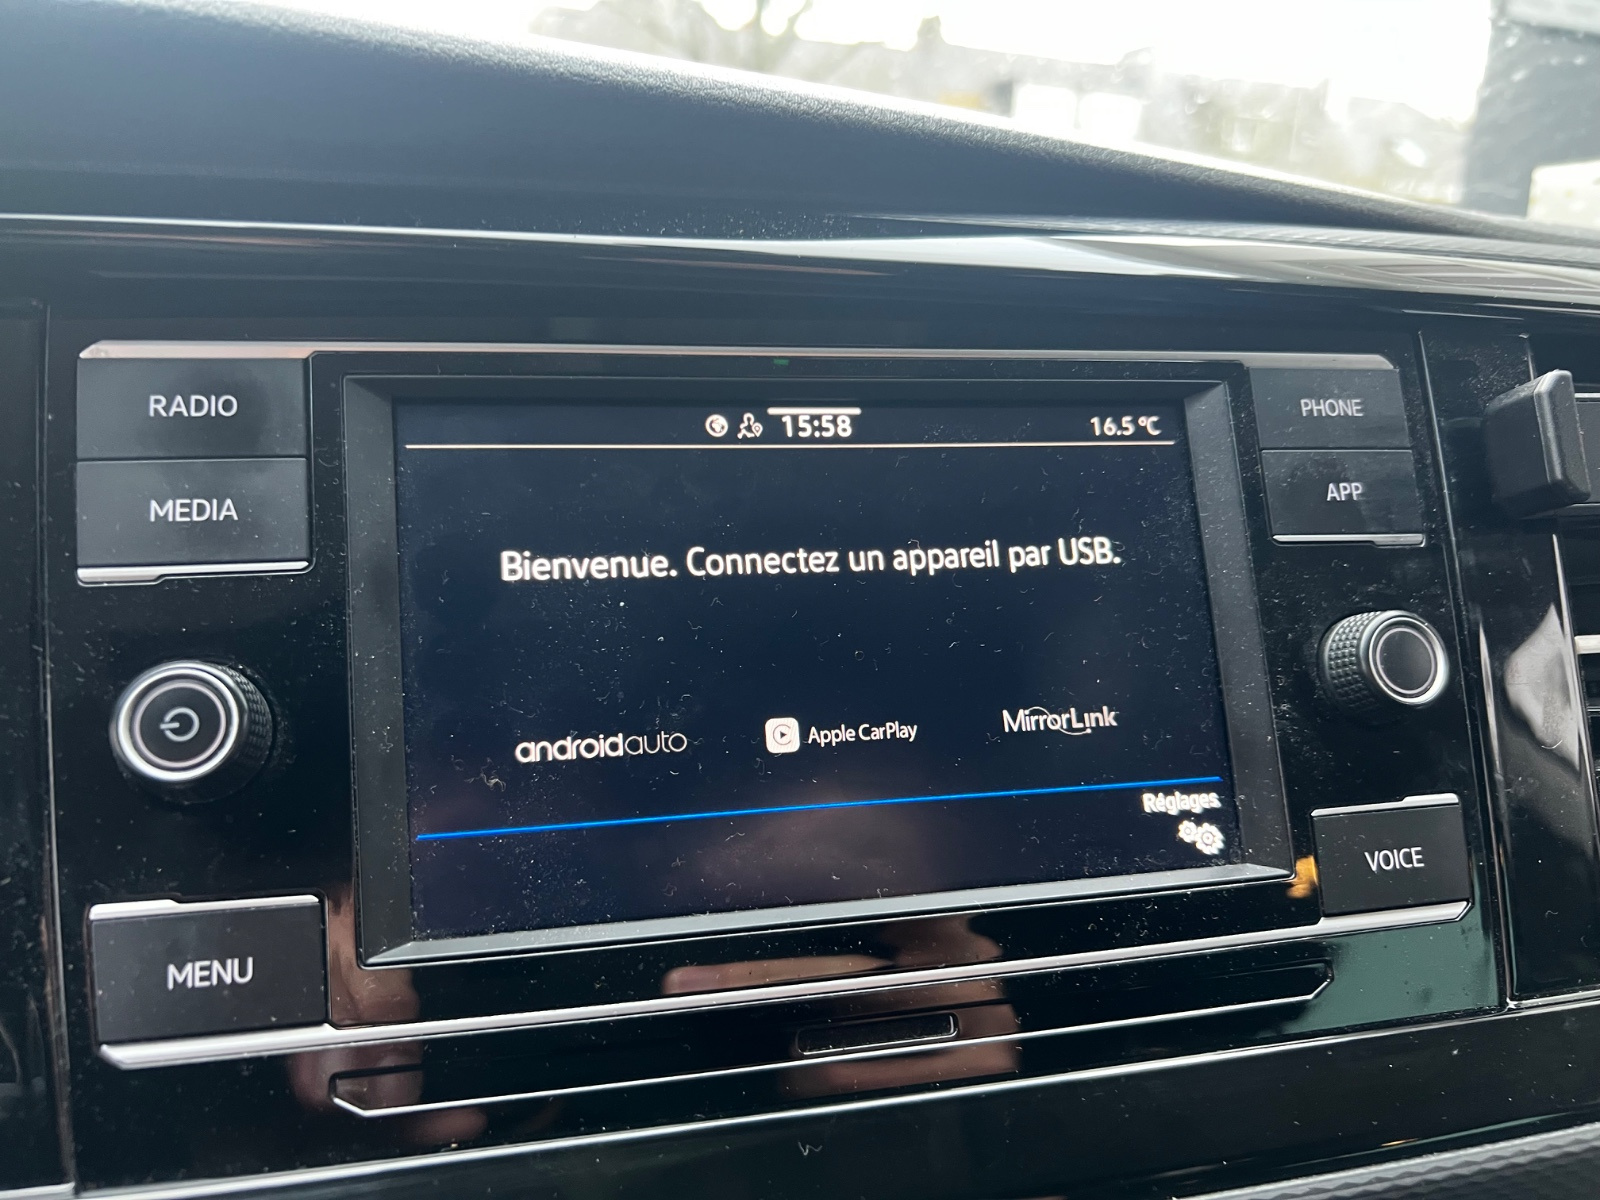 RADIO
MEDIA
MENU
15:58
16.5 °C
Bienvenue. Connectez un appareil par USB.
androidauto
Apple CarPlay
MirrorLink
Réglages
PHONE
APP
VOICE